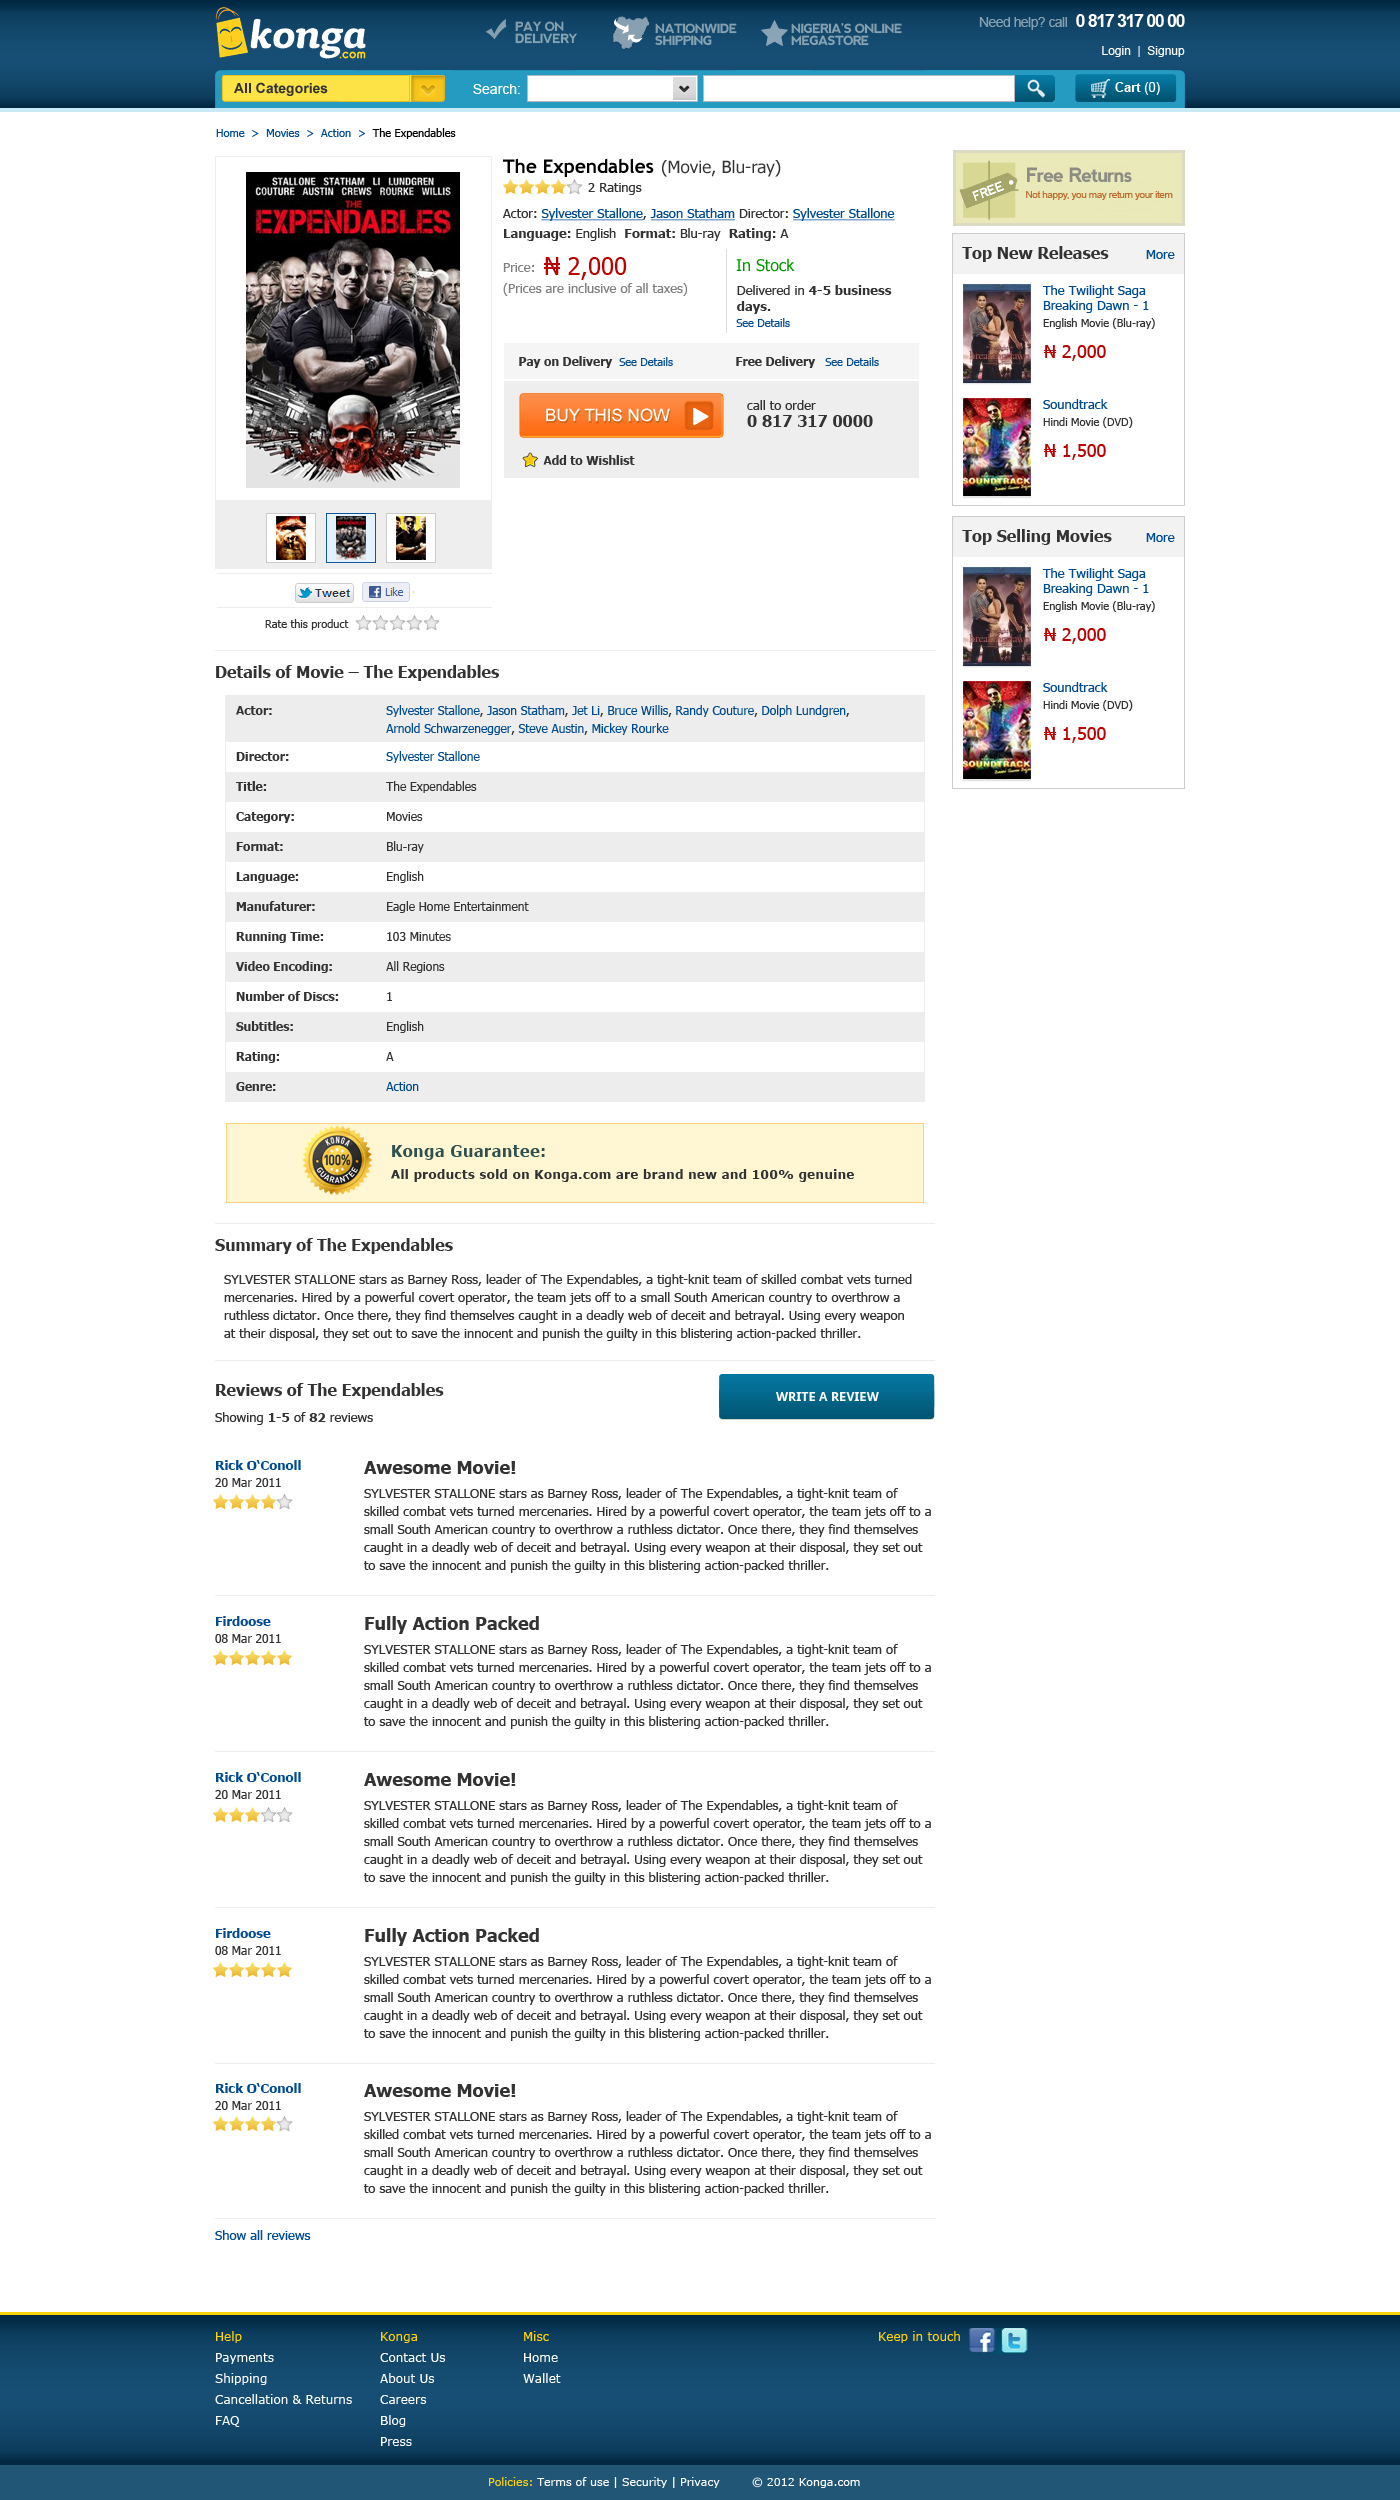 konga
.com
PAY ON
DELIVERY
NATIONWIDE
SHIPPING
NIGERIA'S ONLINE
MEGASTORE
Need help? call 0 817 317 00 00
Login | Signup
All Categories
Search:
Cart (0)
Home > Movies > Action > The Expendables
STALLONE STATHAM LI LUNDGREN
COUTURE AUSTIN CREWS ROURKE WILLIS
THE
EXPENDABLES
The Expendables (Movie, Blu-ray)
2 Ratings
Actor: Sylvester Stallone, Jason Statham Director: Sylvester Stallone
Language: English Format: Blu-ray Rating: A
Price: ₦ 2,000
(Prices are inclusive of all taxes)
In Stock
Delivered in 4-5 business
days.
See Details
Pay on Delivery See Details
Free Delivery See Details
BUY THIS NOW
call to order
0 817 317 0000
Add to Wishlist
Tweet
Like
Rate this product
FREE
Free Returns
Not happy, you may return your item
Top New Releases More
The Twilight Saga
Breaking Dawn - 1
English Movie (Blu-ray)
₦ 2,000
SOUNDTRACK
Soundtrack
Hindi Movie (DVD)
₦ 1,500
Top Selling Movies More
The Twilight Saga
Breaking Dawn - 1
English Movie (Blu-ray)
₦ 2,000
SOUNDTRACK
Soundtrack
Hindi Movie (DVD)
₦ 1,500
Details of Movie – The Expendables
Actor: Sylvester Stallone, Jason Statham, Jet Li, Bruce Willis, Randy Couture, Dolph Lundgren,
Arnold Schwarzenegger, Steve Austin, Mickey Rourke
Director: Sylvester Stallone
Title: The Expendables
Category: Movies
Format: Blu-ray
Language: English
Manufaturer: Eagle Home Entertainment
Running Time: 103 Minutes
Video Encoding: All Regions
Number of Discs: 1
Subtitles: English
Rating: A
Genre: Action
KONGA
100%
GUARANTEE
Konga Guarantee:
All products sold on Konga.com are brand new and 100% genuine
Summary of The Expendables
SYLVESTER STALLONE stars as Barney Ross, leader of The Expendables, a tight-knit team of skilled combat vets turned
mercenaries. Hired by a powerful covert operator, the team jets off to a small South American country to overthrow a
ruthless dictator. Once there, they find themselves caught in a deadly web of deceit and betrayal. Using every weapon
at their disposal, they set out to save the innocent and punish the guilty in this blistering action-packed thriller.
Reviews of The Expendables
Showing 1-5 of 82 reviews
WRITE A REVIEW
Rick O‘Conoll
20 Mar 2011
Awesome Movie!
SYLVESTER STALLONE stars as Barney Ross, leader of The Expendables, a tight-knit team of
skilled combat vets turned mercenaries. Hired by a powerful covert operator, the team jets off to a
small South American country to overthrow a ruthless dictator. Once there, they find themselves
caught in a deadly web of deceit and betrayal. Using every weapon at their disposal, they set out
to save the innocent and punish the guilty in this blistering action-packed thriller.
Firdoose
08 Mar 2011
Fully Action Packed
SYLVESTER STALLONE stars as Barney Ross, leader of The Expendables, a tight-knit team of
skilled combat vets turned mercenaries. Hired by a powerful covert operator, the team jets off to a
small South American country to overthrow a ruthless dictator. Once there, they find themselves
caught in a deadly web of deceit and betrayal. Using every weapon at their disposal, they set out
to save the innocent and punish the guilty in this blistering action-packed thriller.
Rick O‘Conoll
20 Mar 2011
Awesome Movie!
SYLVESTER STALLONE stars as Barney Ross, leader of The Expendables, a tight-knit team of
skilled combat vets turned mercenaries. Hired by a powerful covert operator, the team jets off to a
small South American country to overthrow a ruthless dictator. Once there, they find themselves
caught in a deadly web of deceit and betrayal. Using every weapon at their disposal, they set out
to save the innocent and punish the guilty in this blistering action-packed thriller.
Firdoose
08 Mar 2011
Fully Action Packed
SYLVESTER STALLONE stars as Barney Ross, leader of The Expendables, a tight-knit team of
skilled combat vets turned mercenaries. Hired by a powerful covert operator, the team jets off to a
small South American country to overthrow a ruthless dictator. Once there, they find themselves
caught in a deadly web of deceit and betrayal. Using every weapon at their disposal, they set out
to save the innocent and punish the guilty in this blistering action-packed thriller.
Rick O‘Conoll
20 Mar 2011
Awesome Movie!
SYLVESTER STALLONE stars as Barney Ross, leader of The Expendables, a tight-knit team of
skilled combat vets turned mercenaries. Hired by a powerful covert operator, the team jets off to a
small South American country to overthrow a ruthless dictator. Once there, they find themselves
caught in a deadly web of deceit and betrayal. Using every weapon at their disposal, they set out
to save the innocent and punish the guilty in this blistering action-packed thriller.
Show all reviews
Help
Payments
Shipping
Cancellation & Returns
FAQ
Konga
Contact Us
About Us
Careers
Blog
Press
Misc
Home
Wallet
Keep in touch
Policies: Terms of use | Security | Privacy © 2012 Konga.com